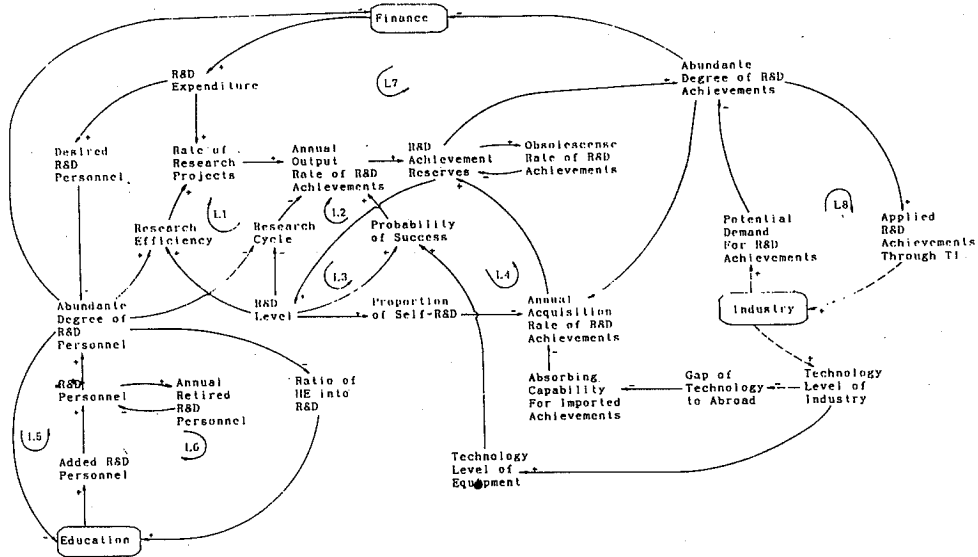 Finance
R&D
Expenditure
L7
Abundante
Degree of R&D
Achievements
Desired
R&D
Personnel
Rate of
Research
Projects
Annual
Output
Rate of R&D
Achievements
R&D
Achievement
Reserves
Obsolescense
Rate of R&D
Achievements
L1
L2
Research
Efficiency
Research
Cycle
Probability
of Success
L8
Potential
Demand
For R&D
Achievements
Applied
R&D
Achievements
Through TI
L3
L4
Abundante
Degree of
R&D
Personnel
R&D
Level
Proportion
of Self-R&D
Annual
Acquisition
Rate of R&D
Achievements
Industry
R&D
Personnel
Annual
Retired
R&D
Personnel
Ratio of
HE into
R&D
Absorbing
Capability
For Imported
Achievements
Gap of
Technology
to Abroad
Technology
Level of
Industry
L5
L6
Added R&D
Personnel
Technology
Level of
Equipment
Education